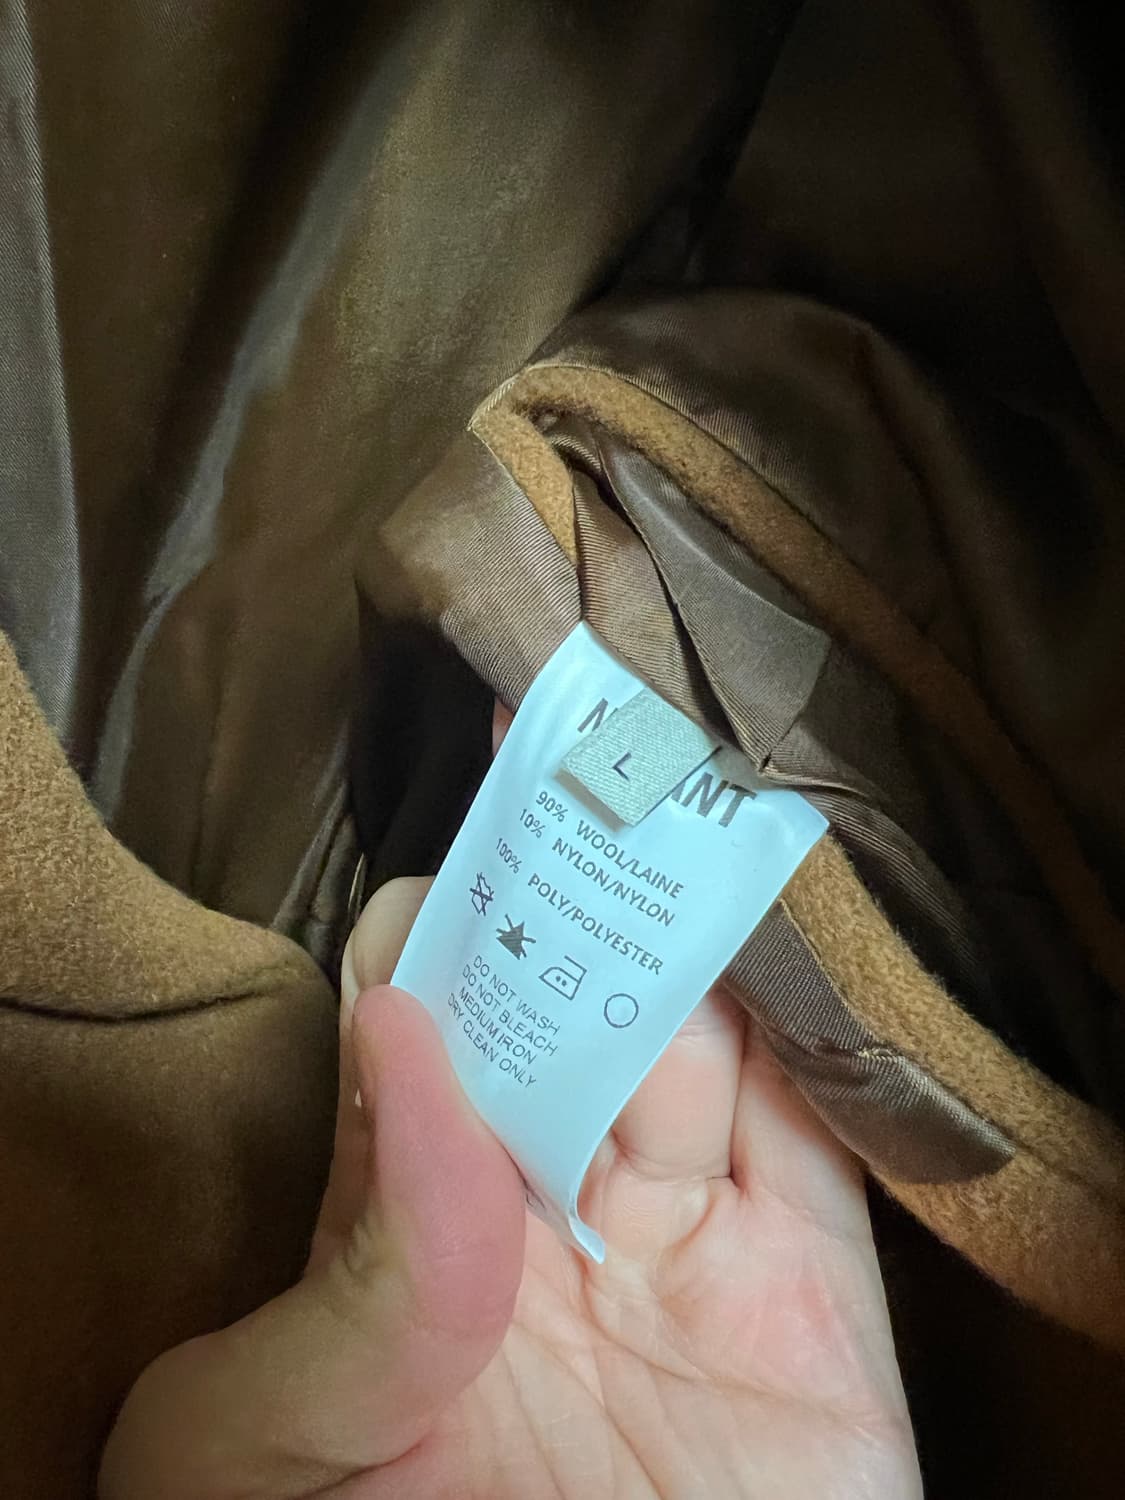 L
90% WOOL/LAINE
10% NYLON/NYLON
100% POLY/POLYESTER
DO NOT WASH
DO NOT BLEACH
MEDIUM IRON
DRY CLEAN ONLY